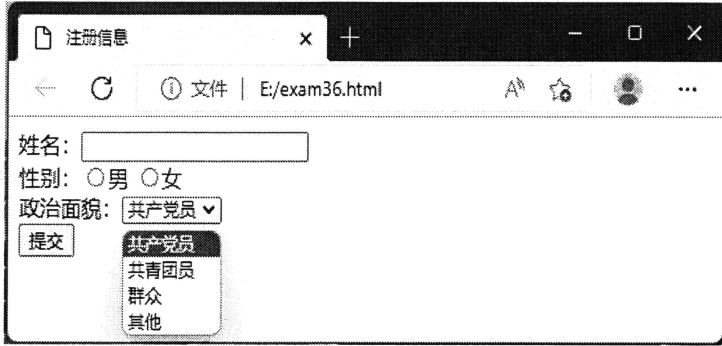 注册信息
文件 | E:/exam36.html
姓名:
性别: 男 女
政治面貌: 共产党员
提交
共产党员
共青团员
群众
其他